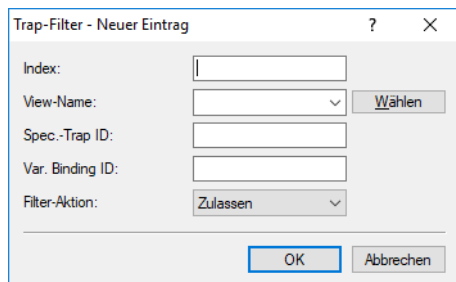 Trap-Filter - Neuer Eintrag
Index:
View-Name:
Wählen
Spec.-Trap ID:
Var. Binding ID:
Filter-Aktion:
Zulassen
OK
Abbrechen